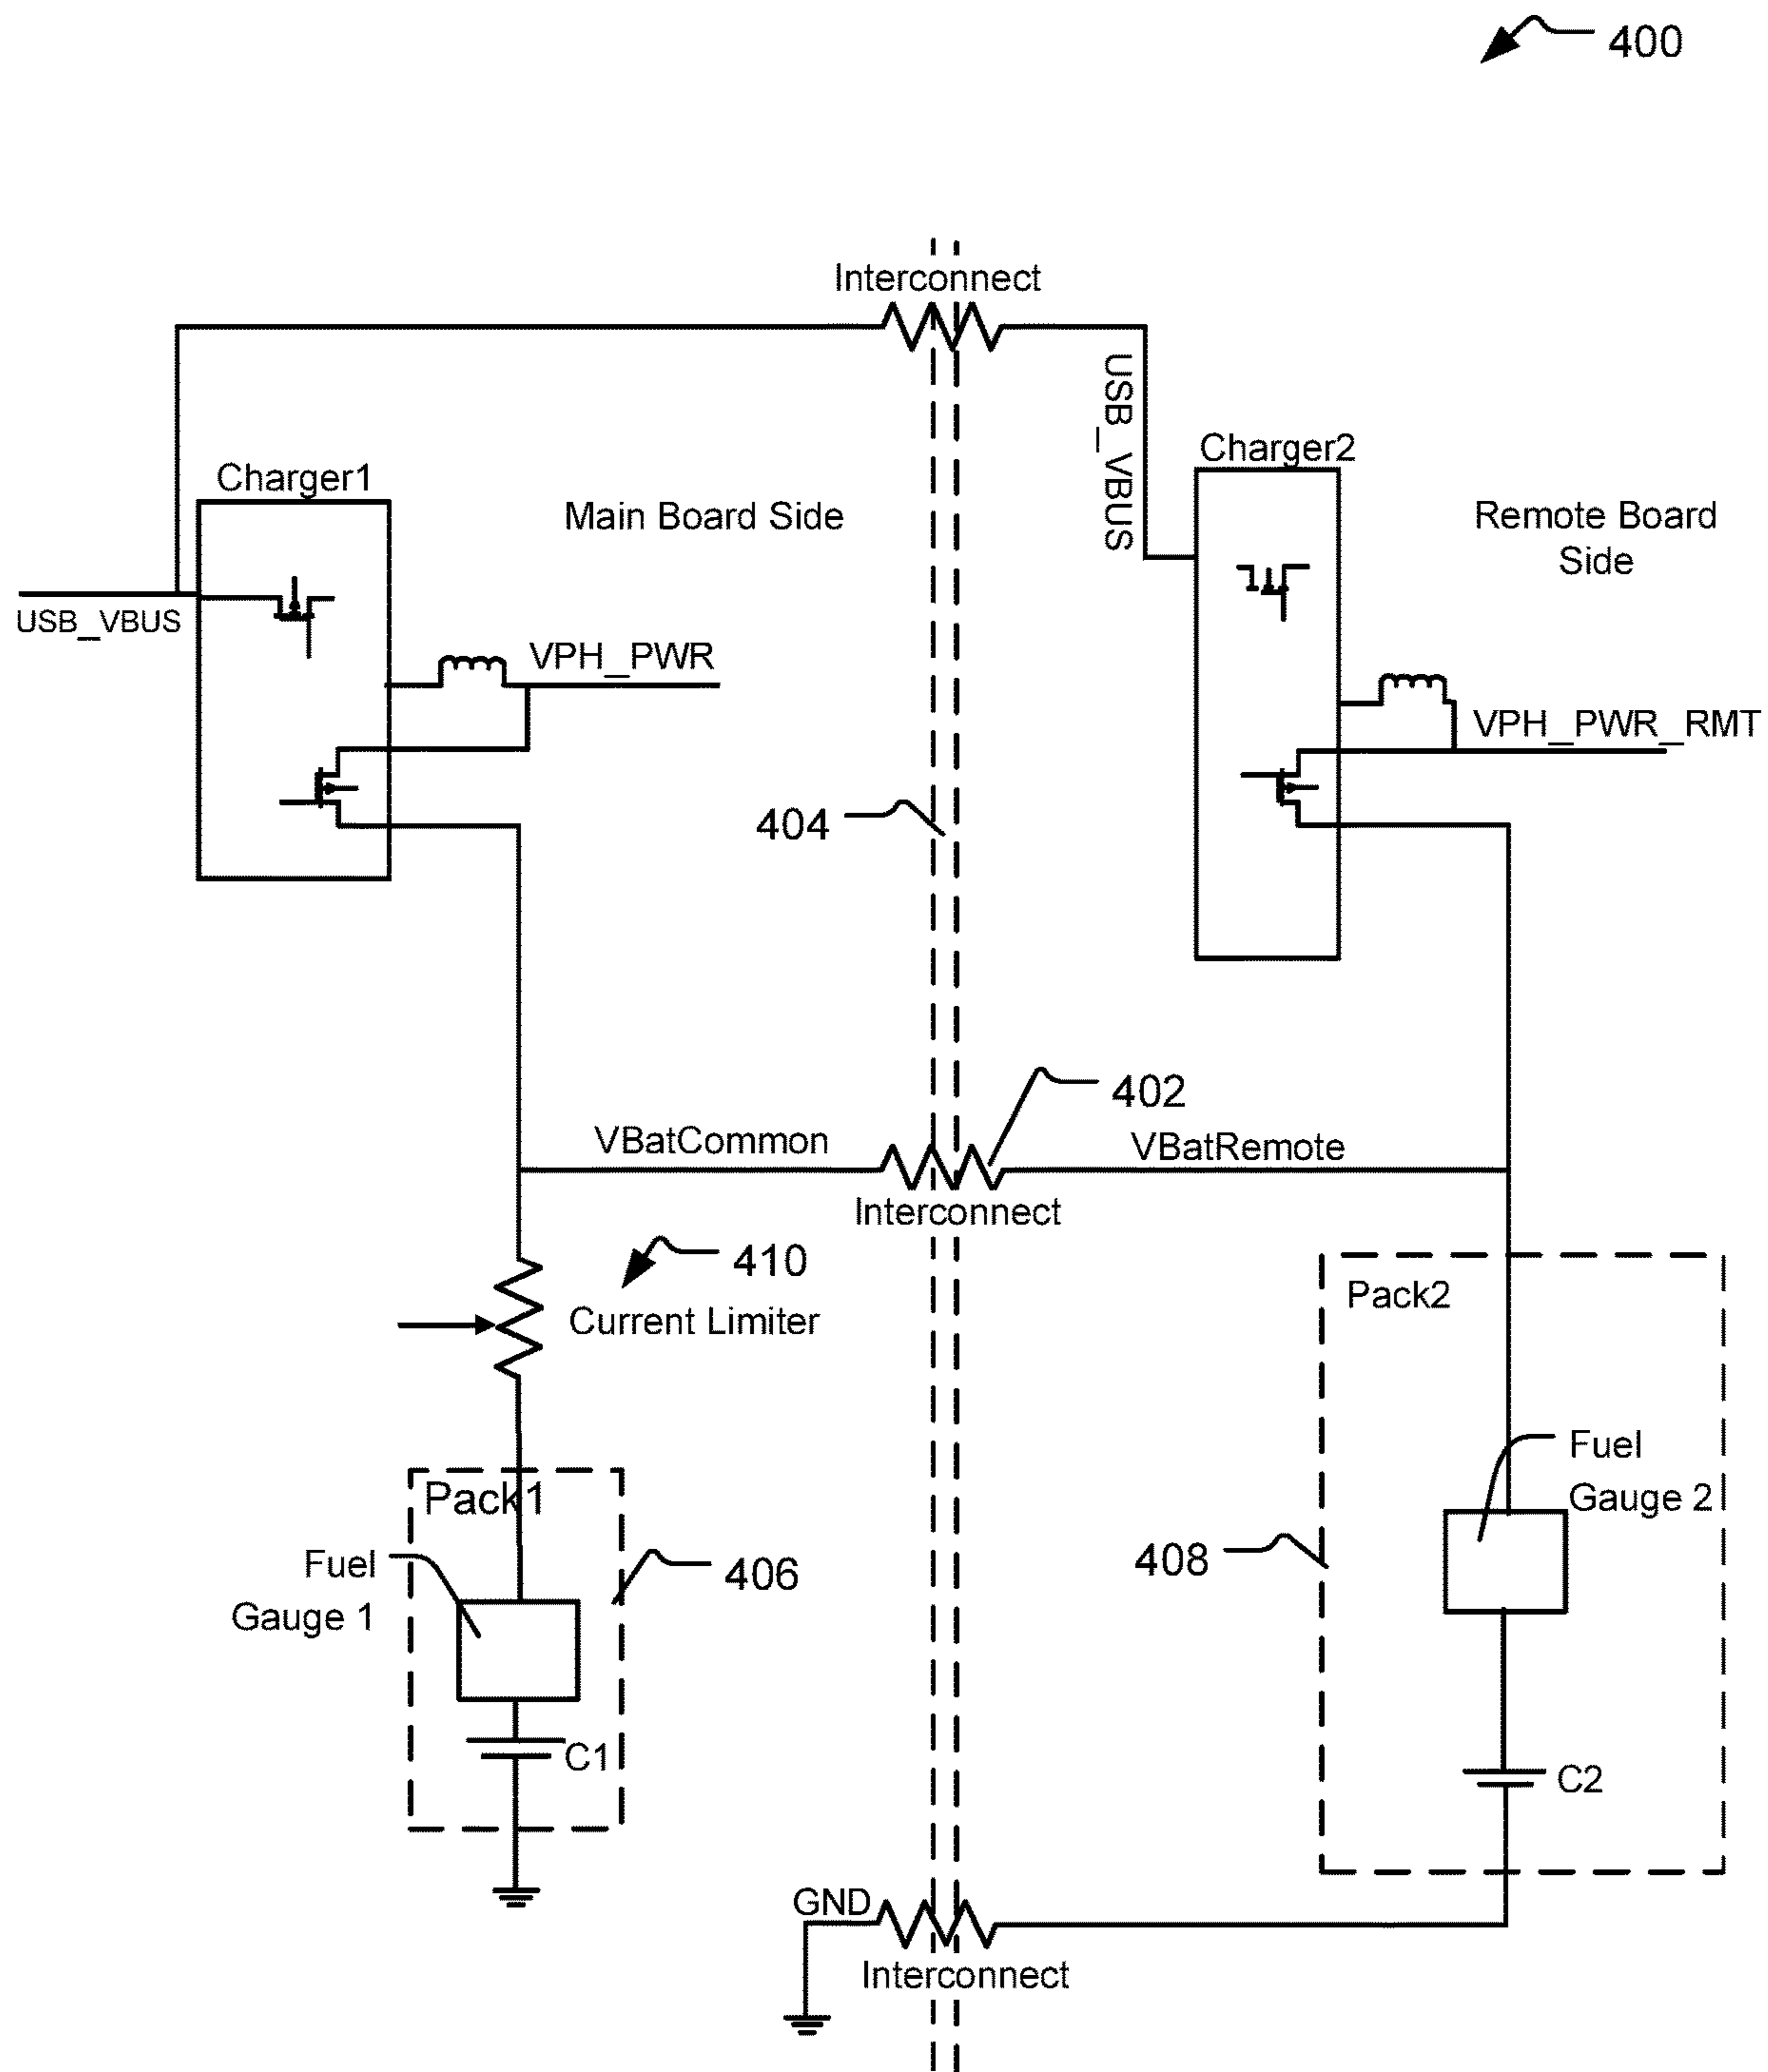 400
Interconnect
USB_VBUS
Charger1
Main Board Side
Charger2
Remote Board
Side
USB_VBUS
VPH_PWR
VPH_PWR_RMT
404
402
VBatCommon
VBatRemote
Interconnect
410
Current Limiter
Pack2
Pack1
Fuel
Gauge 2
Fuel
Gauge 1
406
408
C1
C2
GND
Interconnect